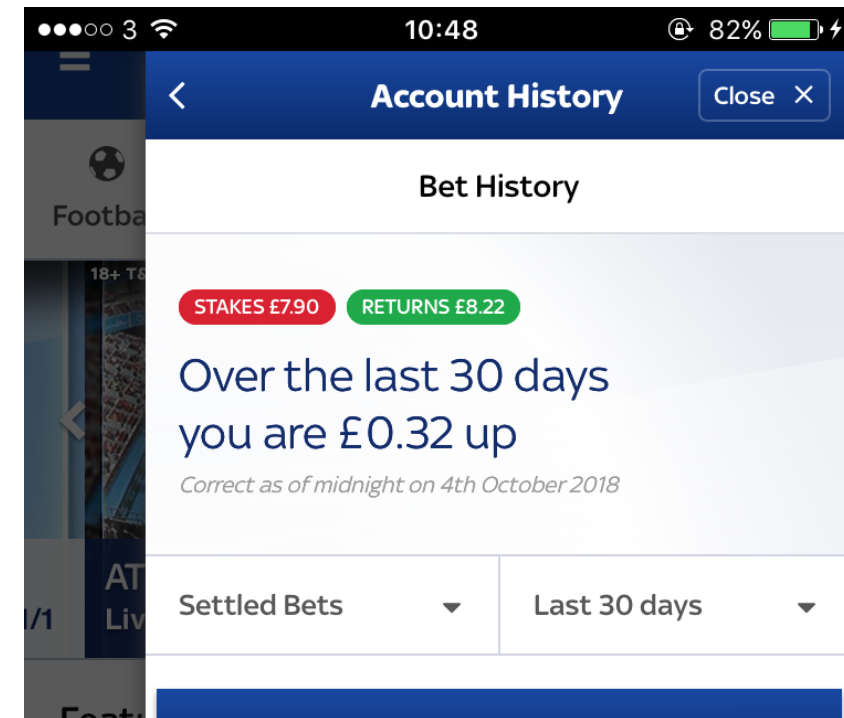 3 10:48 82%
Account History
Close
Footba
Bet History
18+ T&
STAKES £7.90 RETURNS £8.22
Over the last 30 days
you are £0.32 up
Correct as of midnight on 4th October 2018
AT
Settled Bets Last 30 days
1/1 Liv
Featu